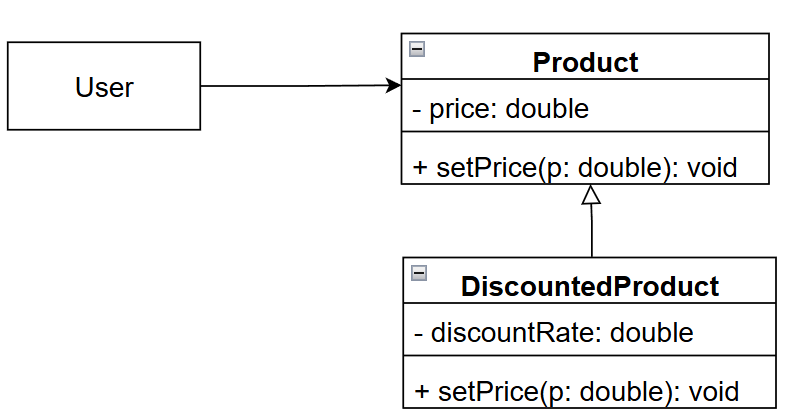 User
Product
- price: double
+ setPrice(p: double): void
DiscountedProduct
- discountRate: double
+ setPrice(p: double): void